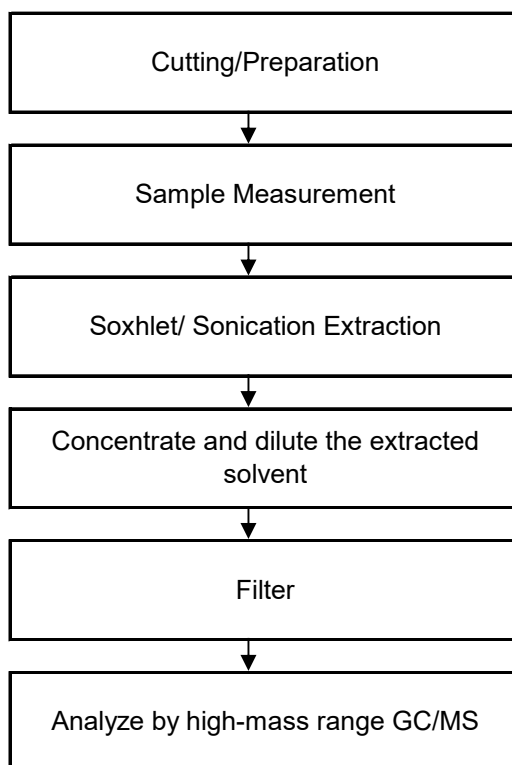 Cutting/Preparation
Sample Measurement
Soxhlet/ Sonication Extraction
Concentrate and dilute the extracted
solvent
Filter
Analyze by high-mass range GC/MS